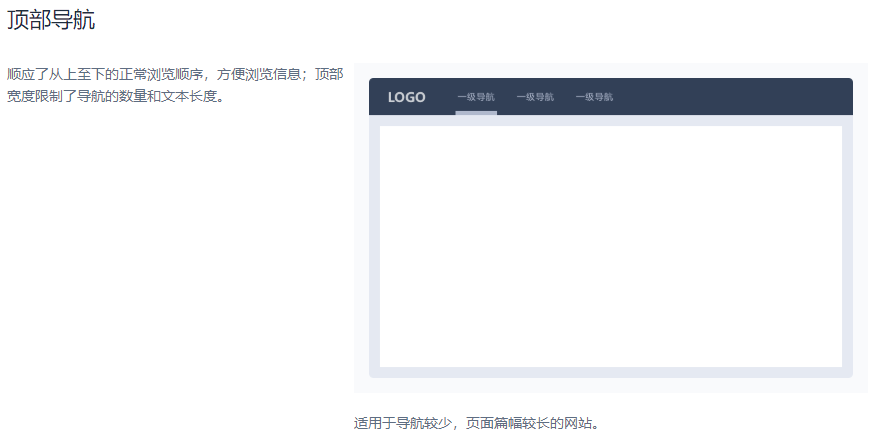 顶部导航
顺应了从上至下的正常浏览顺序，方便浏览信息；顶部
宽度限制了导航的数量和文本长度。
LOGO 一级导航 一级导航 一级导航
适用于导航较少，页面篇幅较长的网站。